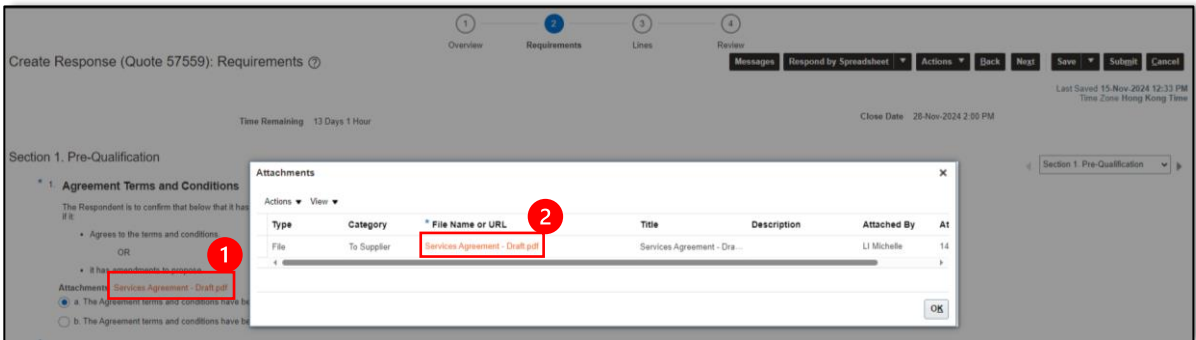 1
2
3
4
Overview
Requirements
Lines
Review
Create Response (Quote 57559): Requirements ?
Messages
Respond by Spreadsheet
Actions
Back
Next
Save
Submit
Cancel
Last Saved 15-Nov-2024 12:33 PM
Time Zone Hong Kong Time
Time Remaining 13 Days 1 Hour
Close Date 28-Nov-2024 2:00 PM
Section 1. Pre-Qualification
Section 1. Pre-Qualification
* 1. Agreement Terms and Conditions
The Respondent is to confirm that below that it has
if it:
• Agrees to the terms and conditions
OR
• It has amendments to propose
1
Attachments Services Agreement - Draft.pdf
a. The Agreement terms and conditions have be
b. The Agreement terms and conditions have be
Attachments
×
Actions View
2
Type Category * File Name or URL Title Description Attached By At
File To Supplier Services Agreement - Draft.pdf Services Agreement - Dra... LI Michelle 14
OK